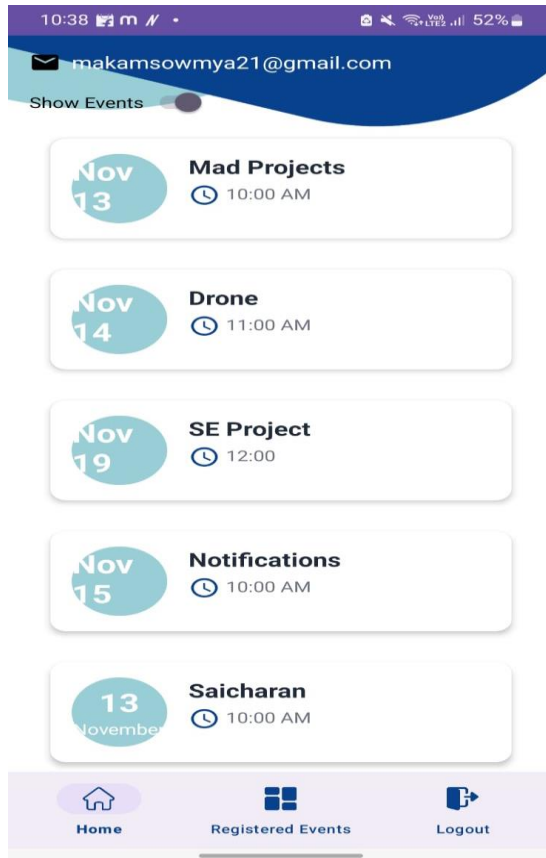 10:38
52%
makamsowmya21@gmail.com
Show Events
Nov
13
Mad Projects
10:00 AM
Nov
14
Drone
11:00 AM
Nov
19
SE Project
12:00
Nov
15
Notifications
10:00 AM
13
November
Saicharan
10:00 AM
Home
Registered Events
Logout